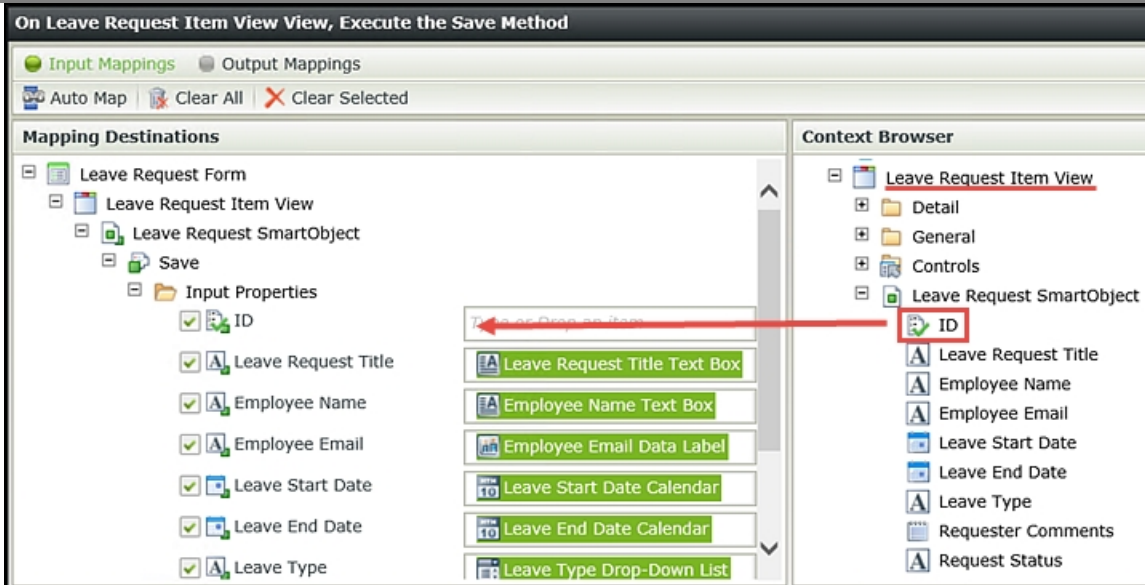 On Leave Request Item View View, Execute the Save Method
Input Mappings Output Mappings
Auto Map Clear All Clear Selected
Mapping Destinations
Leave Request Form
Leave Request Item View
Leave Request SmartObject
Save
Input Properties
ID Type or Drop an item
Leave Request Title Leave Request Title Text Box
Employee Name Employee Name Text Box
Employee Email Employee Email Data Label
Leave Start Date Leave Start Date Calendar
Leave End Date Leave End Date Calendar
Leave Type Leave Type Drop-Down List
Context Browser
Leave Request Item View
Detail
General
Controls
Leave Request SmartObject
ID
Leave Request Title
Employee Name
Employee Email
Leave Start Date
Leave End Date
Leave Type
Requester Comments
Request Status